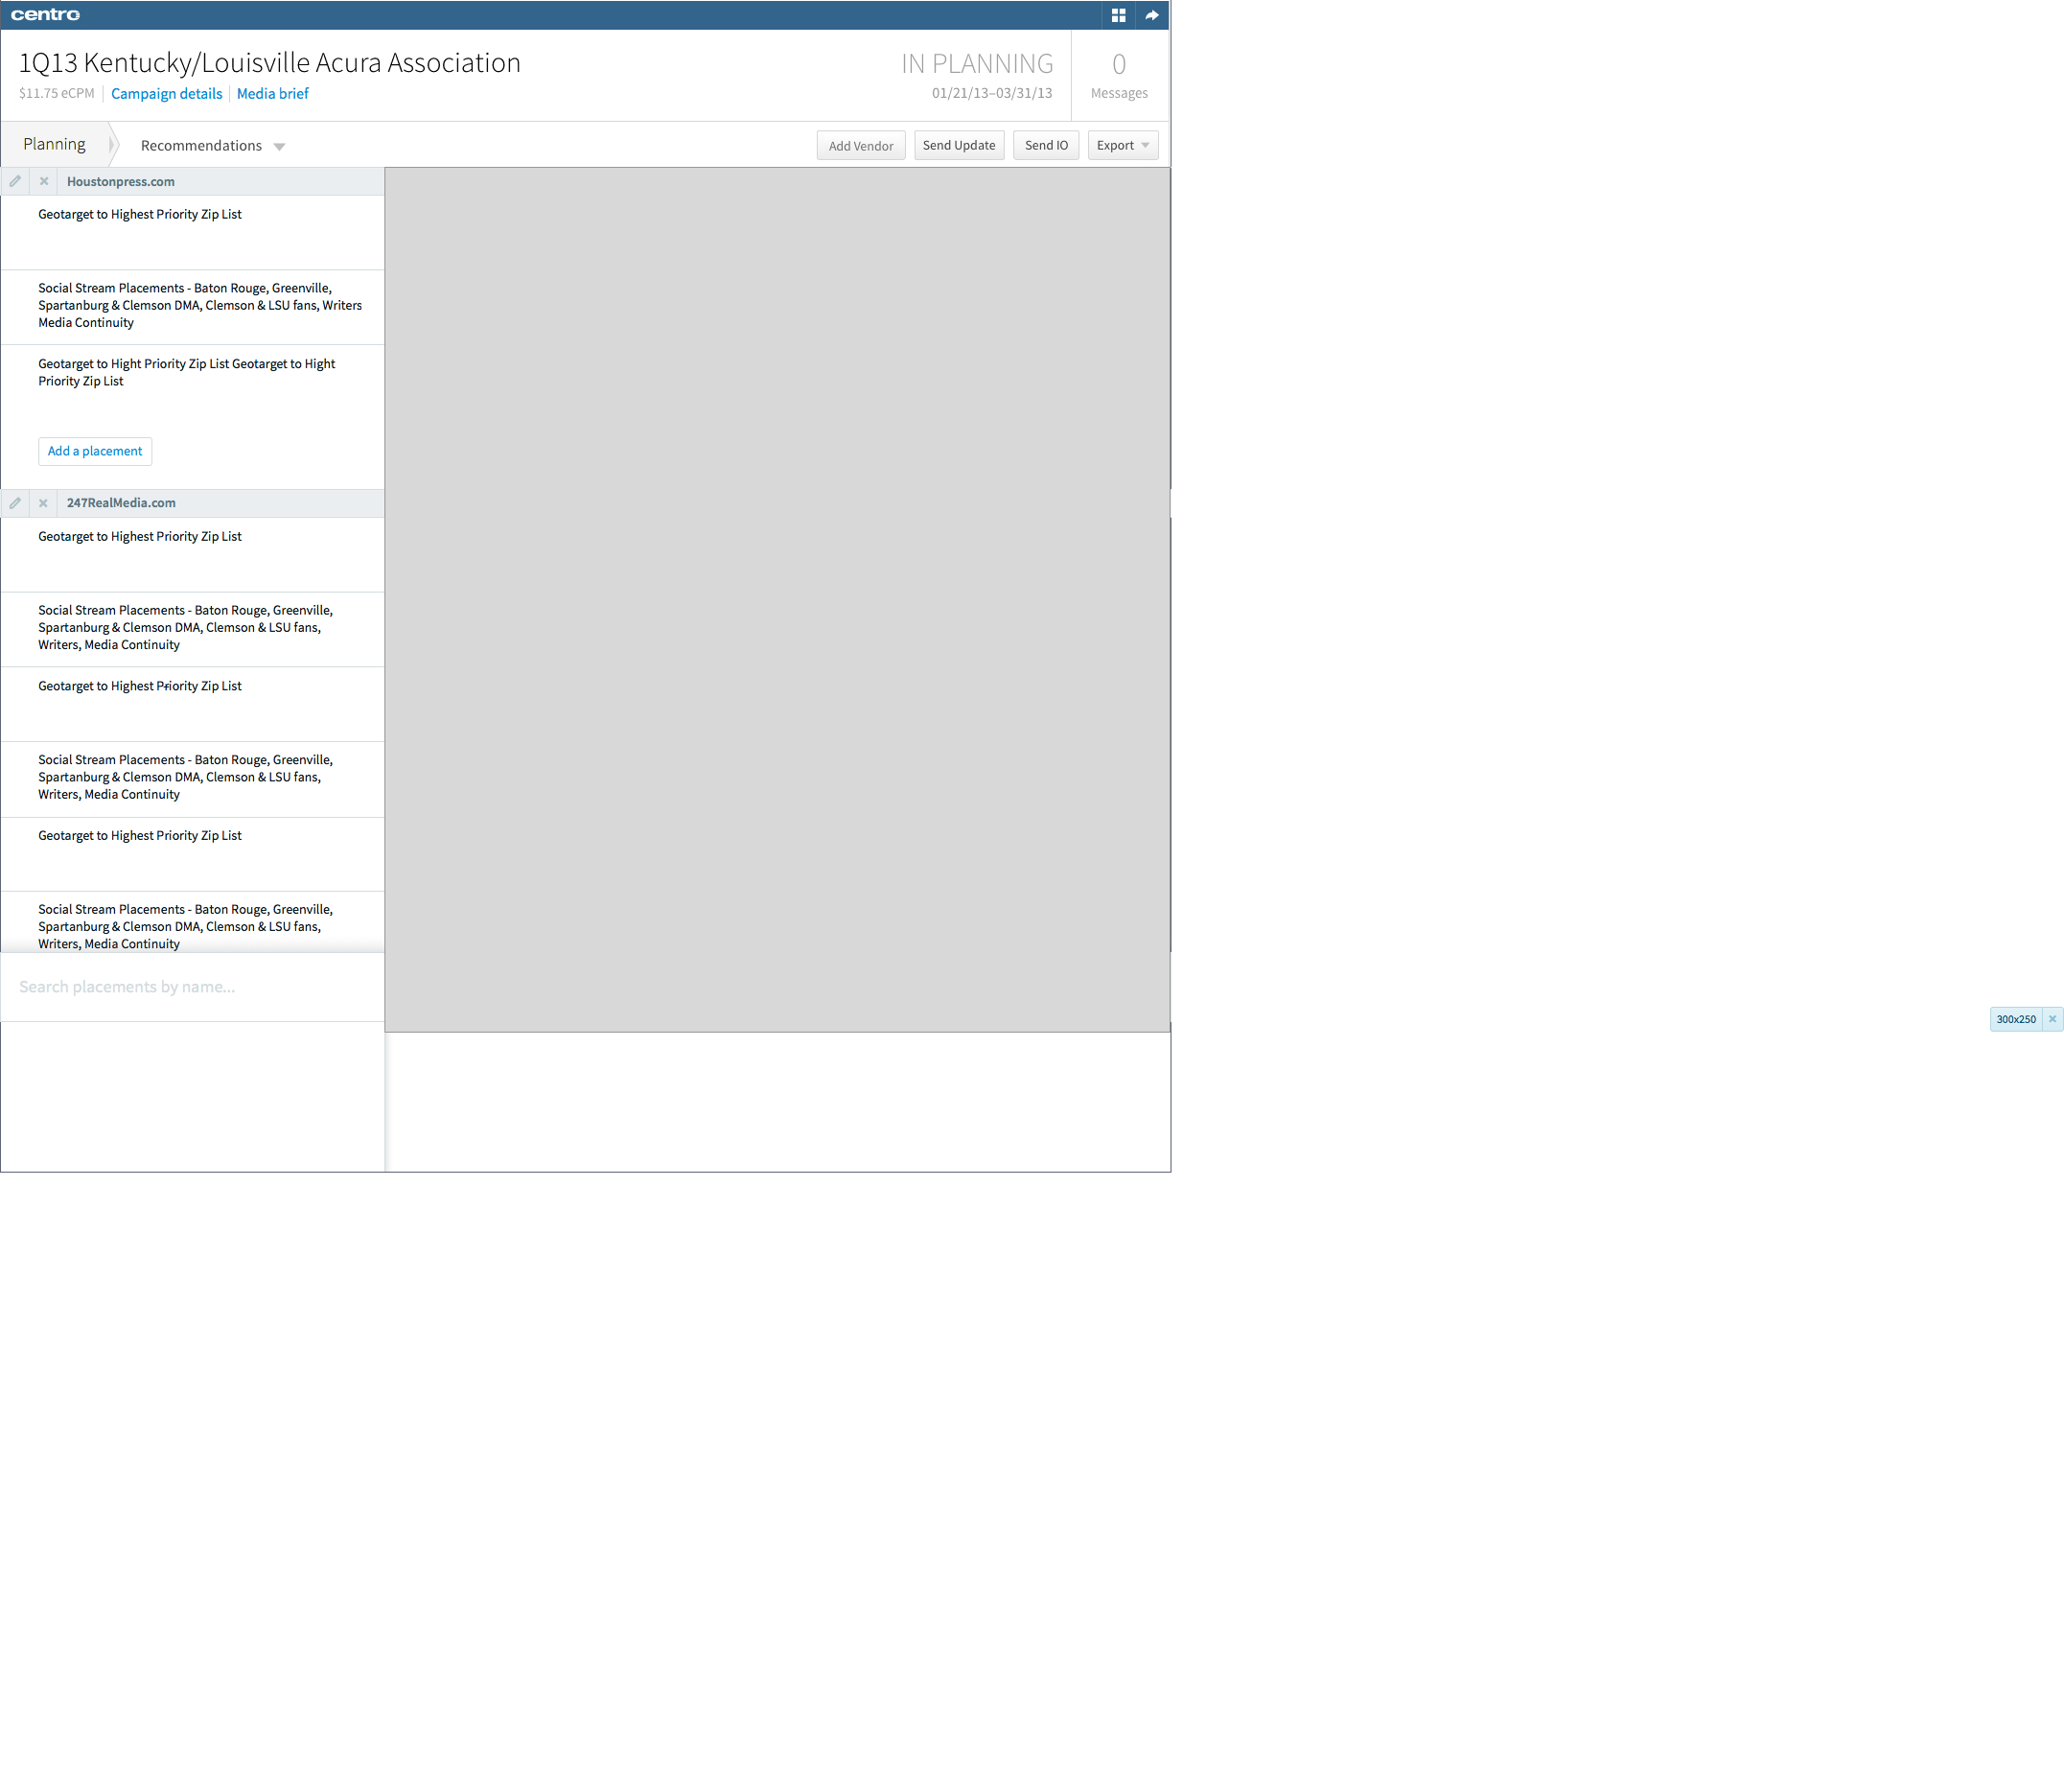 centro
1Q13 Kentucky/Louisville Acura Association
IN PLANNING
0
$11.75 eCPM
Campaign details
Media brief
01/21/13–03/31/13
Messages
Planning
Recommendations
Add Vendor
Send Update
Send IO
Export
Houstonpress.com
Geotarget to Highest Priority Zip List
Social Stream Placements - Baton Rouge, Greenville,
Spartanburg & Clemson DMA, Clemson & LSU fans, Writers
Media Continuity
Geotarget to Hight Priority Zip List Geotarget to Hight
Priority Zip List
Add a placement
247RealMedia.com
Geotarget to Highest Priority Zip List
Social Stream Placements - Baton Rouge, Greenville,
Spartanburg & Clemson DMA, Clemson & LSU fans,
Writers, Media Continuity
Geotarget to Highest Priority Zip List
Social Stream Placements - Baton Rouge, Greenville,
Spartanburg & Clemson DMA, Clemson & LSU fans,
Writers, Media Continuity
Geotarget to Highest Priority Zip List
Social Stream Placements - Baton Rouge, Greenville,
Spartanburg & Clemson DMA, Clemson & LSU fans,
Writers, Media Continuity
Search placements by name...
300x250